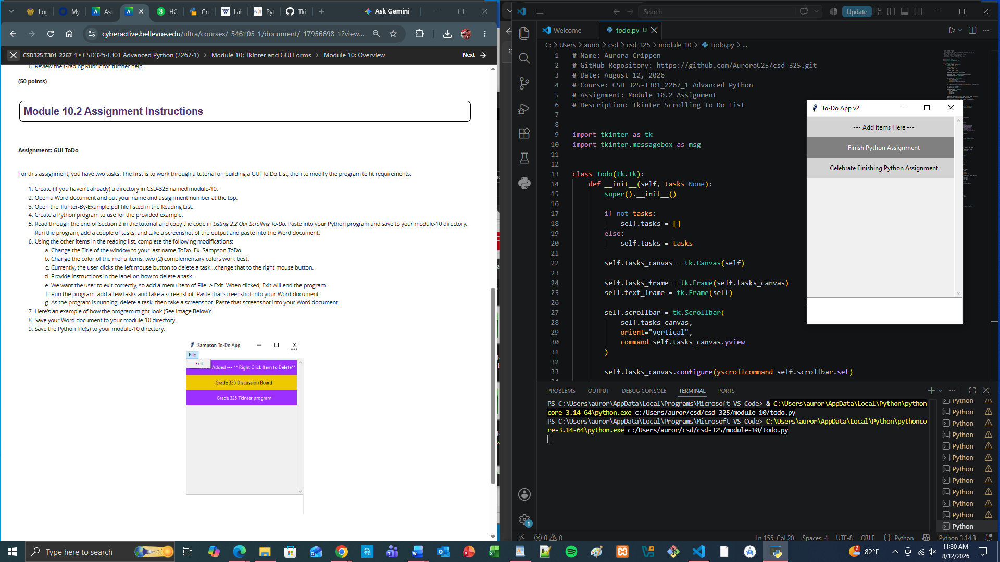 Log
My
Ass
HC
Cre
Lab
Pyt
Tki
Ask Gemini
cyberactive.bellevue.edu/ultra/courses/_546105_1/document/_17956698_1?view...
CSD325-T301_2267_1 • CSD325-T301 Advanced Python (2267-1) > Module 10: Tkinter and GUI Forms > Module 10: Overview
Next
6. Review the Grading Rubric for further help.
(50 points)
Module 10.2 Assignment Instructions
Assignment: GUI ToDo
For this assignment, you have two tasks. The first is to work through a tutorial on building a GUI To Do List, then to modify the program to fit requirements.
1. Create (if you haven't already) a directory in CSD-325 named module-10.
2. Open a Word document and put your name and assignment number at the top.
3. Open the Tkinter-By-Example.pdf file listed in the Reading List.
4. Create a Python program to use for the provided example.
5. Read through the end of Section 2 in the tutorial and copy the code in Listing 2.2 Our Scrolling To-Do. Paste into your Python program and save to your module-10 directory.
Run the program, add a couple of tasks, and take a screenshot of the output and paste into the Word document.
6. Using the other items in the reading list, complete the following modifications:
a. Change the Title of the window to your last name-ToDo. Ex. Sampson-ToDo
b. Change the color of the menu items, two (2) complementary colors work best.
c. Currently, the user clicks the left mouse button to delete a task...change that to the right mouse button.
d. Provide instructions in the label on how to delete a task.
e. We want the user to exit correctly, so add a menu item of File -> Exit. When clicked, Exit will end the program.
f. Run the program, add a few tasks and take a screenshot. Paste that screenshot into your Word document.
g. As the program is running, delete a task, then take a screenshot. Paste that screenshot into your Word document.
7. Here's an example of how the program might look (See Image Below):
8. Save your Word document to your module-10 directory.
9. Save the Python file(s) to your module-10 directory.
Sampson To-Do App
File
Exit
Added --- ** Right Click Item to Delete**
Grade 325 Discussion Board
Grade 325 Tkinter program
Search
Update
Welcome
todo.py U
C: > Users > auror > csd > csd-325 > module-10 > todo.py > ...
1 # Name: Aurora Crippen
2 # GitHub Repository: https://github.com/AuroraC25/csd-325.git
3 # Date: August 12, 2026
4 # Course: CSD 325-T301_2267_1 Advanced Python
5 # Assignment: Module 10.2 Assignment
6 # Description: Tkinter Scrolling To Do List
7
8
9 import tkinter as tk
10 import tkinter.messagebox as msg
11
12
13 class Todo(tk.Tk):
14 def __init__(self, tasks=None):
15 super().__init__()
16
17 if not tasks:
18 self.tasks = []
19 else:
20 self.tasks = tasks
21
22 self.tasks_canvas = tk.Canvas(self)
23
24 self.tasks_frame = tk.Frame(self.tasks_canvas)
25 self.text_frame = tk.Frame(self)
26
27 self.scrollbar = tk.Scrollbar(
28 self.tasks_canvas,
29 orient="vertical",
30 command=self.tasks_canvas.yview
31 )
32
33 self.tasks_canvas.configure(yscrollcommand=self.scrollbar.set)
To-Do App v2
--- Add Items Here ---
Finish Python Assignment
Celebrate Finishing Python Assignment
PROBLEMS OUTPUT DEBUG CONSOLE TERMINAL PORTS
PS C:\Users\auror\AppData\Local\Programs\Microsoft VS Code> & C:\Users\auror\AppData\Local\Python\python
core-3.14-64\python.exe c:/Users/auror/csd/csd-325/module-10/todo.py
PS C:\Users\auror\AppData\Local\Programs\Microsoft VS Code> C:\Users\auror\AppData\Local\Python\pythonco
re-3.14-64\python.exe c:/Users/auror/csd/csd-325/module-10/todo.py
Python
Python
Python
Python
Python
Python
Python
Python
Python
Python
Python
Python
1
0 0
Ln 155, Col 20
Spaces: 4
UTF-8
CRLF
{ } Python
Python 3.14.3
Type here to search
2
82°F
11:30 AM
8/12/2026